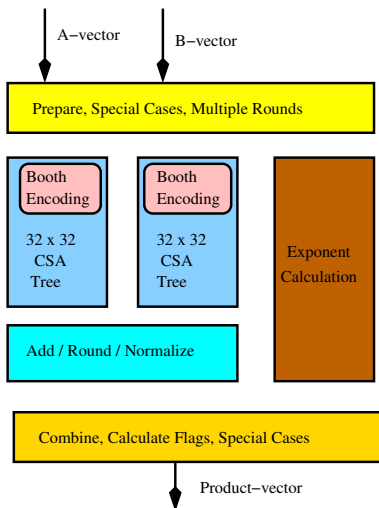 A−vector
B−vector
Prepare, Special Cases, Multiple Rounds
Booth
Encoding
32 x 32
CSA
Tree
Booth
Encoding
32 x 32
CSA
Tree
Exponent
Calculation
Add / Round / Normalize
Combine, Calculate Flags, Special Cases
Product−vector